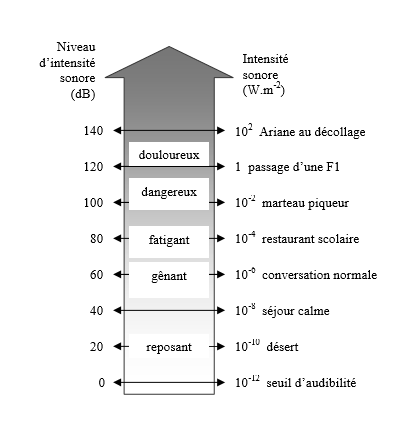 Niveau
d'intensité
sonore
(dB)
Intensité
sonore
(W.m⁻²)
140 10² Ariane au décollage
douloureux
120 1 passage d'une F1
dangereux
100 10⁻² marteau piqueur
80 fatigant 10⁻⁴ restaurant scolaire
60 gênant 10⁻⁶ conversation normale
40 10⁻⁸ séjour calme
20 reposant 10⁻¹⁰ désert
0 10⁻¹² seuil d'audibilité